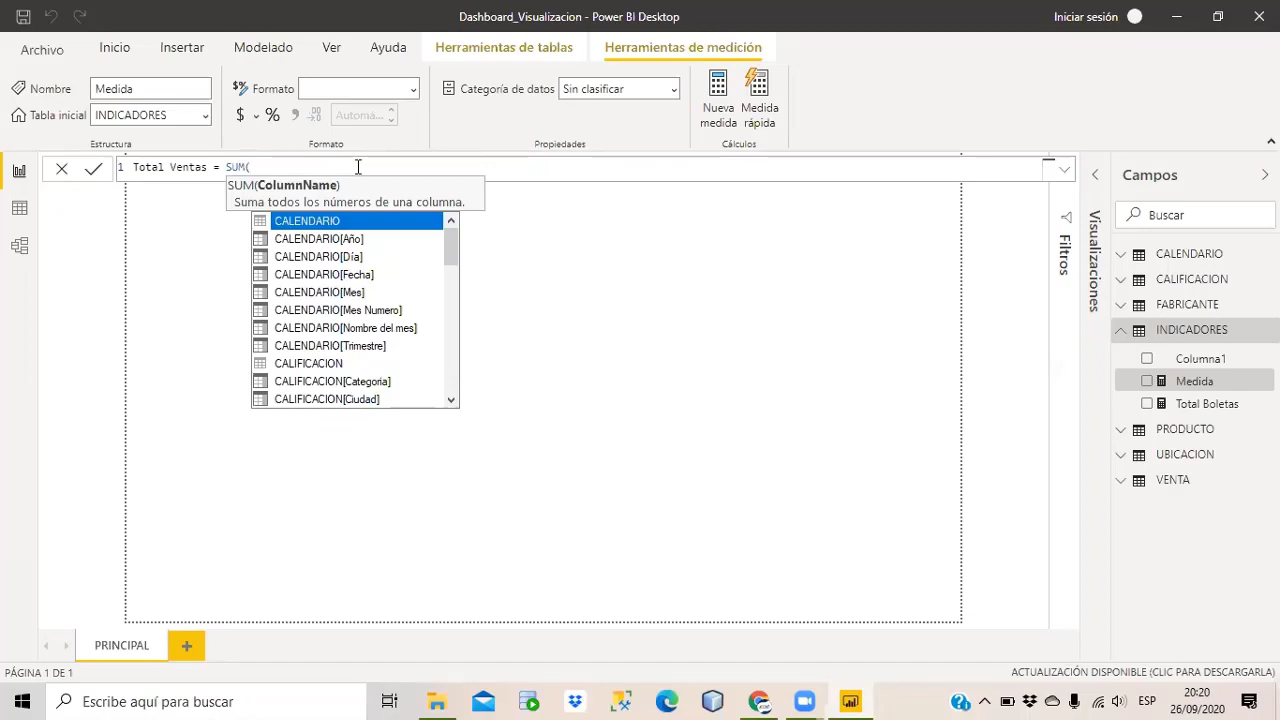 Dashboard_Visualizacion - Power BI Desktop
Iniciar sesión
Archivo
Inicio
Insertar
Modelado
Ver
Ayuda
Herramientas de tablas
Herramientas de medición
Nombre
Medida
Formato
Categoría de datos
Sin clasificar
Tabla inicial
INDICADORES
$
%
Automá...
Nueva medida
Medida rápida
Estructura
Formato
Propiedades
Cálculos
1 Total Ventas = SUM(
SUM(ColumnName)
Suma todos los números de una columna.
CALENDARIO
CALENDARIO[Año]
CALENDARIO[Día]
CALENDARIO[Fecha]
CALENDARIO[Mes]
CALENDARIO[Mes Numero]
CALENDARIO[Nombre del mes]
CALENDARIO[Trimestre]
CALIFICACION
CALIFICACION[Categoria]
CALIFICACION[Ciudad]
Filtros
Visualizaciones
Campos
Buscar
CALENDARIO
CALIFICACION
FABRICANTE
INDICADORES
Columna1
Medida
Total Boletas
PRODUCTO
UBICACION
VENTA
PRINCIPAL
PÁGINA 1 DE 1
ACTUALIZACIÓN DISPONIBLE (CLIC PARA DESCARGARLA)
Escribe aquí para buscar
ESP
20:20
26/09/2020